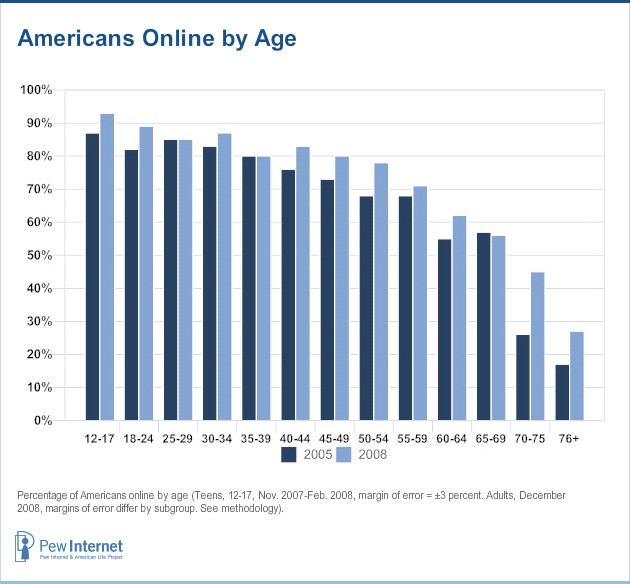 Americans Online by Age
100%
90%
80%
70%
60%
50%
40%
30%
20%
10%
0%
12-17 18-24 25-29 30-34 35-39 40-44 45-49 50-54 55-59 60-64 65-69 70-75 76+
2005 2008
Percentage of Americans online by age (Teens, 12-17, Nov. 2007-Feb. 2008, margin of error = ±3 percent. Adults, December
2008, margins of error differ by subgroup. See methodology).
Pew Internet
Pew Internet & American Life Project